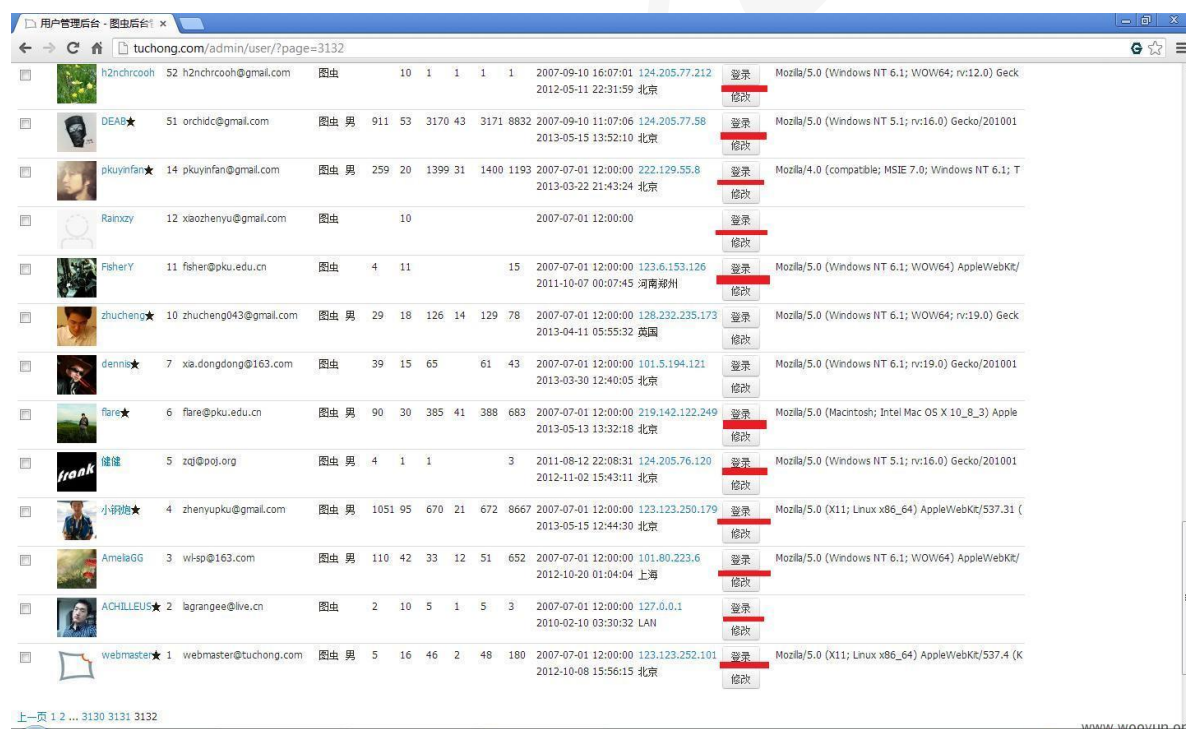 用户管理后台 - 图虫后台
tuchong.com/admin/user/?page=3132
h2nchrcooh 52 h2nchrcooh@gmail.com 图虫 10 1 1 1 1 2007-09-10 16:07:01 124.205.77.212 登录 Mozilla/5.0 (Windows NT 6.1; WOW64; rv:12.0) Geck
2012-05-11 22:31:59 北京 修改
DEAB★ 51 orchidc@gmail.com 图虫 男 911 53 3170 43 3171 8832 2007-09-10 11:07:06 124.205.77.58 登录 Mozilla/5.0 (Windows NT 5.1; rv:16.0) Gecko/201001
2013-05-15 13:52:10 北京 修改
pkuyinfan★ 14 pkuyinfan@gmail.com 图虫 男 259 20 1399 31 1400 1193 2007-07-01 12:00:00 222.129.55.8 登录 Mozilla/4.0 (compatible; MSIE 7.0; Windows NT 6.1; T
2013-03-22 21:43:24 北京 修改
Rainxzy 12 xiaozhenyu@gmail.com 图虫 10 2007-07-01 12:00:00 登录
修改
FisherY 11 fisher@pku.edu.cn 图虫 4 11 15 2007-07-01 12:00:00 123.6.153.126 登录 Mozilla/5.0 (Windows NT 6.1; WOW64) AppleWebKit/
2011-10-07 00:07:45 河南郑州 修改
zhucheng★ 10 zhucheng043@gmail.com 图虫 男 29 18 126 14 129 78 2007-07-01 12:00:00 128.232.235.173 登录 Mozilla/5.0 (Windows NT 6.1; WOW64; rv:19.0) Geck
2013-04-11 05:55:32 英国 修改
dennis★ 7 xia.dongdong@163.com 图虫 39 15 65 61 43 2007-07-01 12:00:00 101.5.194.121 登录 Mozilla/5.0 (Windows NT 6.1; rv:19.0) Gecko/201001
2013-03-30 12:40:05 北京 修改
flare★ 6 flare@pku.edu.cn 图虫 男 90 30 385 41 388 683 2007-07-01 12:00:00 219.142.122.249 登录 Mozilla/5.0 (Macintosh; Intel Mac OS X 10_8_3) Apple
2013-05-13 13:32:18 北京 修改
frank 健健 5 zqj@poj.org 图虫 男 4 1 1 3 2011-08-12 22:08:31 124.205.76.120 登录 Mozilla/5.0 (Windows NT 5.1; rv:16.0) Gecko/201001
2012-11-02 15:43:11 北京 修改
小钢炮★ 4 zhenyupku@gmail.com 图虫 男 1051 95 670 21 672 8667 2007-07-01 12:00:00 123.123.250.179 登录 Mozilla/5.0 (X11; Linux x86_64) AppleWebKit/537.31 (
2013-05-15 12:44:30 北京 修改
AmeliaGG 3 wl-sp@163.com 图虫 男 110 42 33 12 51 652 2007-07-01 12:00:00 101.80.223.6 登录 Mozilla/5.0 (Windows NT 6.1; WOW64) AppleWebKit/
2012-10-20 01:04:04 上海 修改
ACHILLEUS★ 2 lagrangee@live.cn 图虫 2 10 5 1 5 3 2007-07-01 12:00:00 127.0.0.1 登录
2010-02-10 03:30:32 LAN 修改
webmaster★ 1 webmaster@tuchong.com 图虫 男 5 16 46 2 48 180 2007-07-01 12:00:00 123.123.252.101 登录 Mozilla/5.0 (X11; Linux x86_64) AppleWebKit/537.4 (K
2012-10-08 15:56:15 北京 修改
上一页 1 2 ... 3130 3131 3132